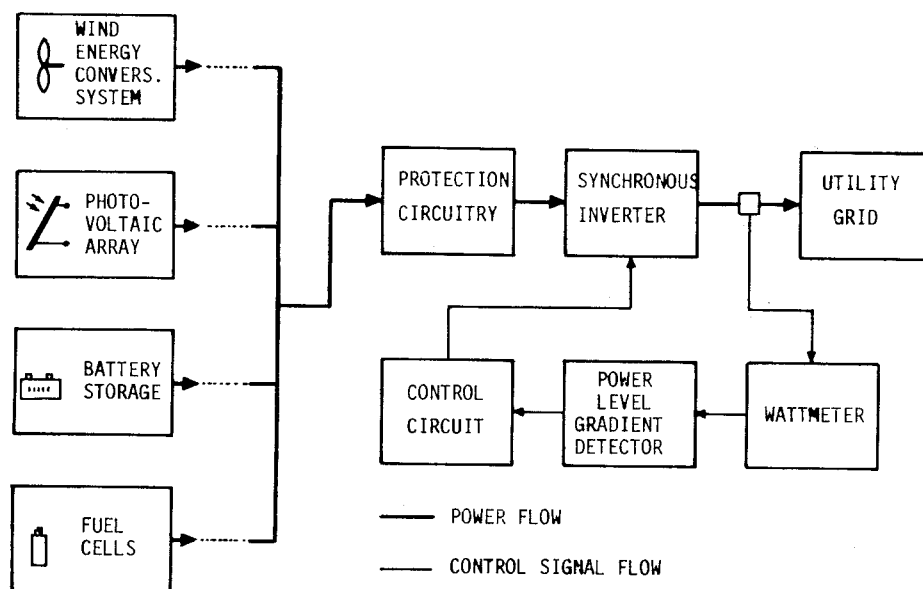 WIND
ENERGY
CONVERS.
SYSTEM
PHOTO-
VOLTAIC
ARRAY
BATTERY
STORAGE
FUEL
CELLS
PROTECTION
CIRCUITRY
SYNCHRONOUS
INVERTER
UTILITY
GRID
CONTROL
CIRCUIT
POWER
LEVEL
GRADIENT
DETECTOR
WATTMETER
POWER FLOW
CONTROL SIGNAL FLOW